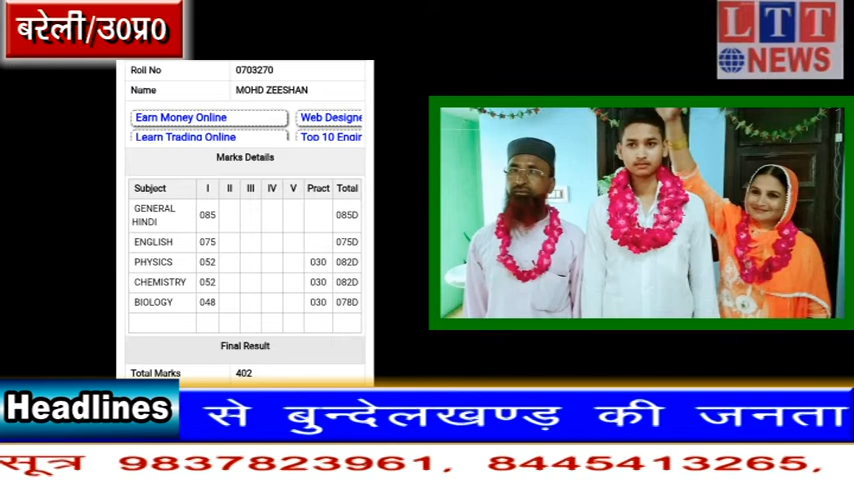 बरेली/उ0प्र0
LTT
NEWS
Roll No 0703270
Name MOHD ZEESHAN
Earn Money Online Web Designe
Learn Trading Online Top 10 Engir
Marks Details
Subject I II III IV V Pract Total
GENERAL HINDI 085 085D
ENGLISH 075 075D
PHYSICS 052 030 082D
CHEMISTRY 052 030 082D
BIOLOGY 048 030 078D
Final Result
Total Marks 402
Headlines से बुन्देलखण्ड की जनता
सूत्र 9837823961, 8445413265,